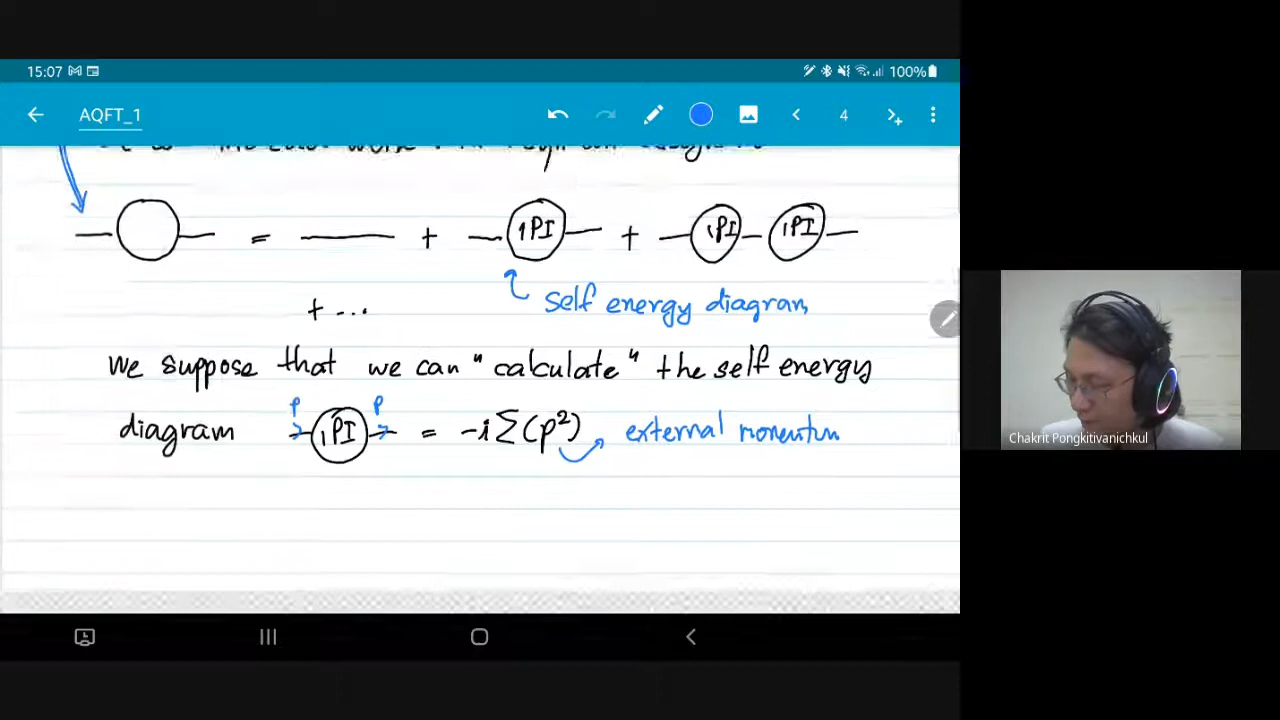 15:07 100%
AQFT_1 4
= + 1PI + 1PI 1PI
+ ... self energy diagram
we suppose that we can "calculate" the self energy
p p
diagram 1PI = -i Σ(p²) external momentum
Chakrit Pongkitivanichkul